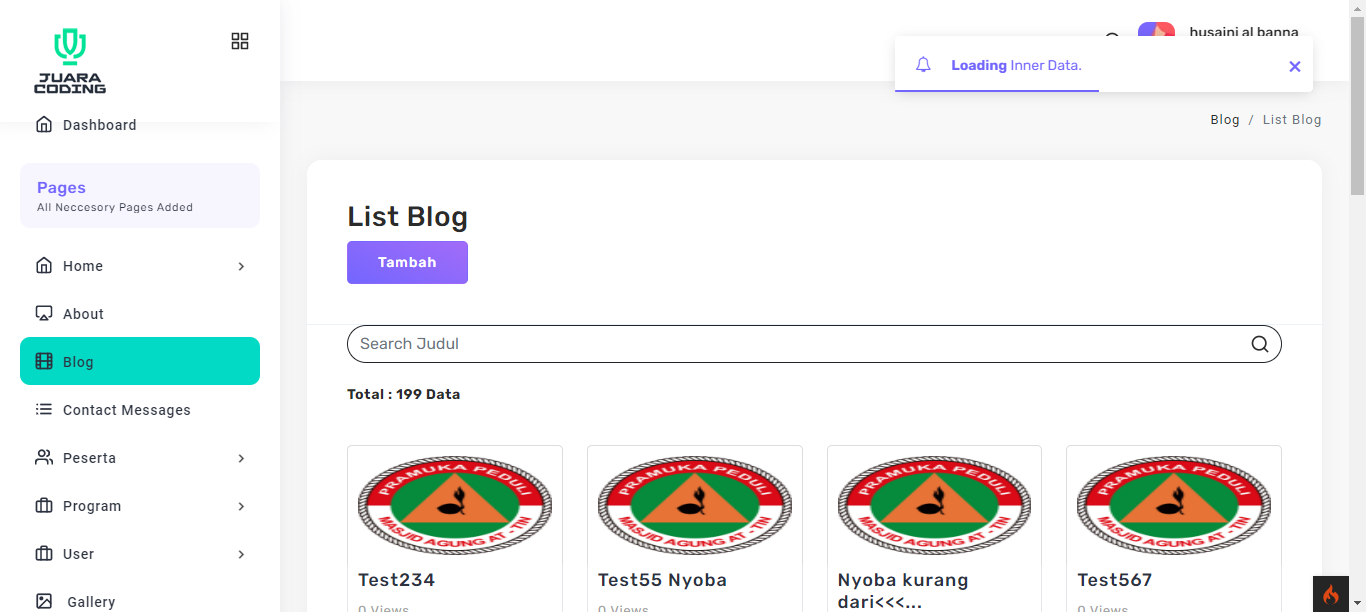 JUARA
CODING
husaini al banna
Loading Inner Data.
Dashboard
Blog / List Blog
Pages
All Neccesory Pages Added
List Blog
Tambah
Home
About
Search Judul
Blog
Total : 199 Data
Contact Messages
Peserta
Program
User
Gallery
PRAMUKA PEDULI
MASJID AGUNG AT - TIN
PRAMUKA PEDULI
MASJID AGUNG AT - TIN
PRAMUKA PEDULI
MASJID AGUNG AT - TIN
PRAMUKA PEDULI
MASJID AGUNG AT - TIN
Test234
Test55 Nyoba
Nyoba kurang
dari<<<...
Test567
0 Views
0 Views
0 Views